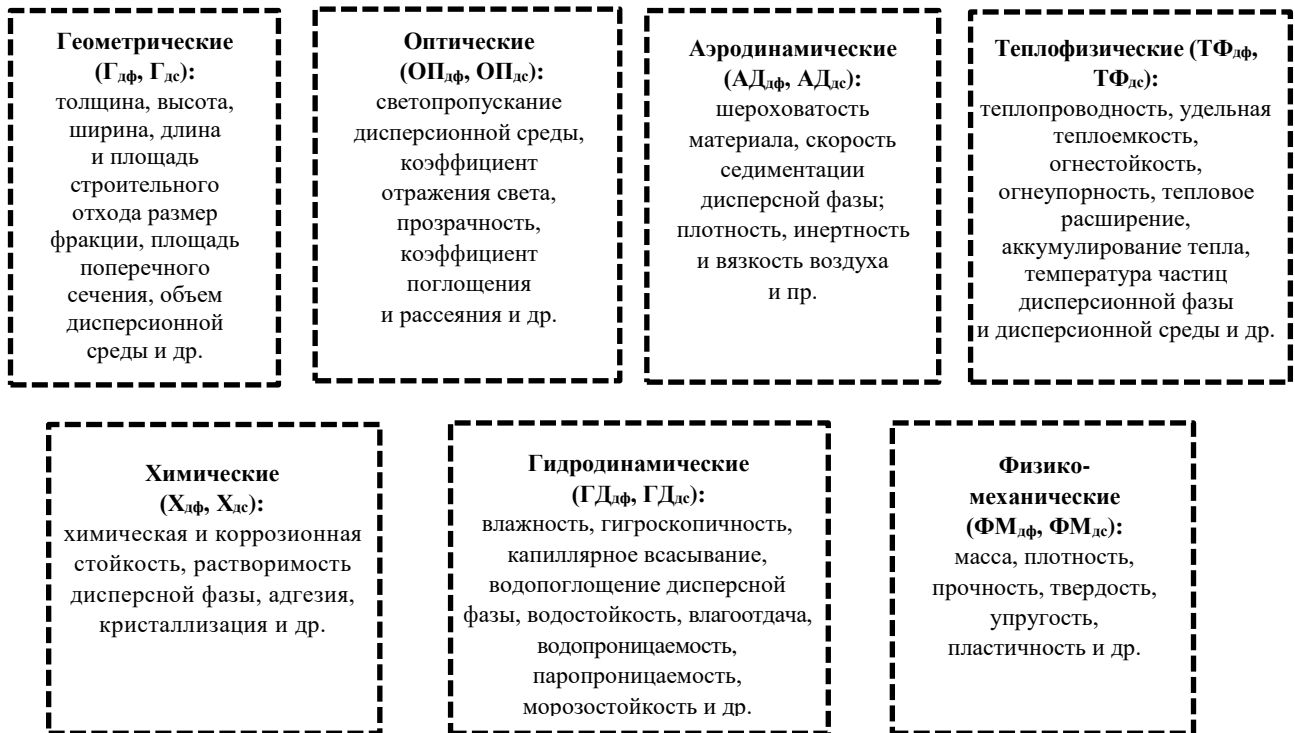 Геометрические
(Гдф, Гдс):
толщина, высота,
ширина, длина
и площадь
строительного
отхода размер
фракции, площадь
поперечного
сечения, объем
дисперсионной
среды и др.
Оптические
(ОПдф, ОПдс):
светопропускание
дисперсионной среды,
коэффициент
отражения света,
прозрачность,
коэффициент
поглощения
и рассеяния и др.
Аэродинамические
(АДдф, АДдс):
шероховатость
материала, скорость
седиментации
дисперсной фазы;
плотность, инертность
и вязкость воздуха
и пр.
Теплофизические (ТФдф,
ТФдс):
теплопроводность, удельная
теплоемкость,
огнестойкость,
огнеупорность, тепловое
расширение,
аккумулирование тепла,
температура частиц
дисперсионной фазы
и дисперсионной среды и др.
Химические
(Хдф, Хдс):
химическая и коррозионная
стойкость, растворимость
дисперсной фазы, адгезия,
кристаллизация и др.
Гидродинамические
(ГДдф, ГДдс):
влажность, гигроскопичность,
капиллярное всасывание,
водопоглощение дисперсной
фазы, водостойкость, влагоотдача,
водопроницаемость,
паропроницаемость,
морозостойкость и др.
Физико-
механические
(ФМдф, ФМдс):
масса, плотность,
прочность, твердость,
упругость,
пластичность и др.